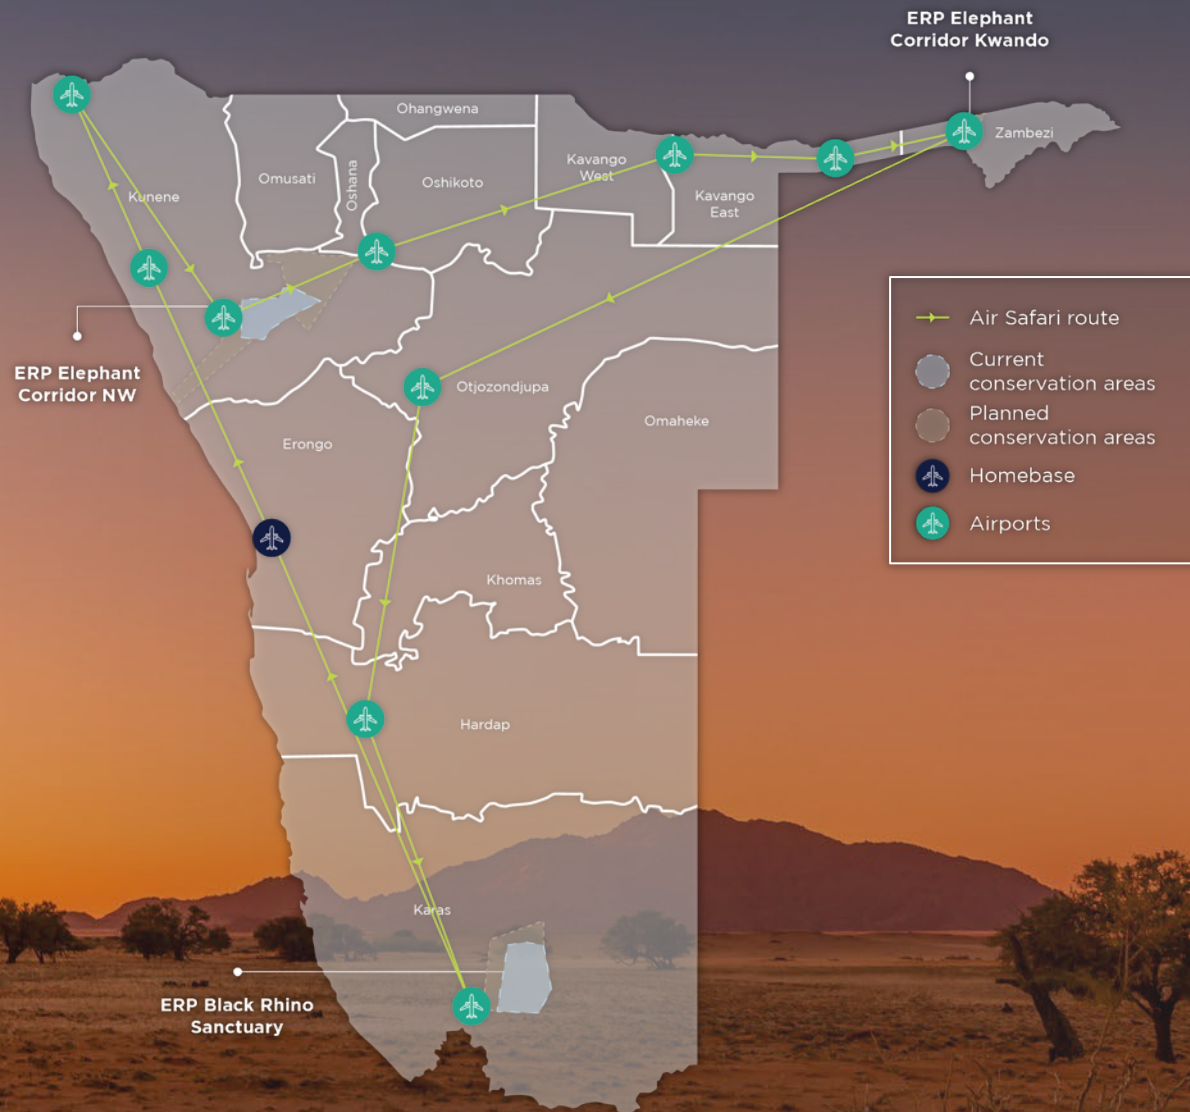 ERP Elephant
Corridor Kwando
Ohangwena
Zambezi
Kavango
West
Omusati
Oshana
Oshikoto
Kunene
Kavango
East
Air Safari route
Current
conservation areas
ERP Elephant
Corridor NW
Otjozondjupa
Planned
conservation areas
Omaheke
Erongo
Homebase
Airports
Khomas
Hardap
Karas
ERP Black Rhino
Sanctuary